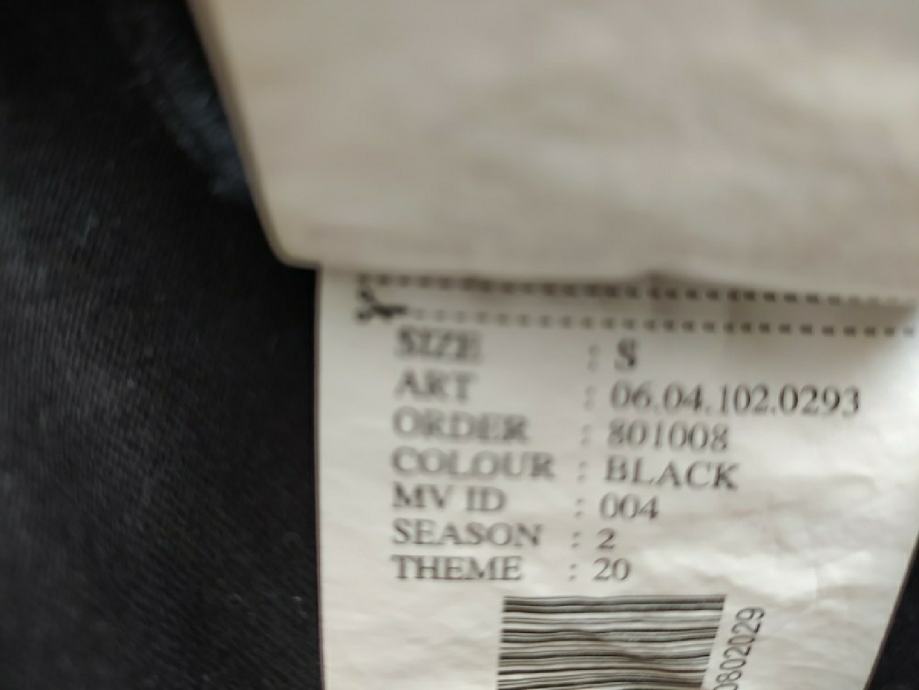 SIZE : S
ART : 06.04.102.0293
ORDER : 801008
COLOUR : BLACK
MV ID : 004
SEASON : 2
THEME : 20
0802029